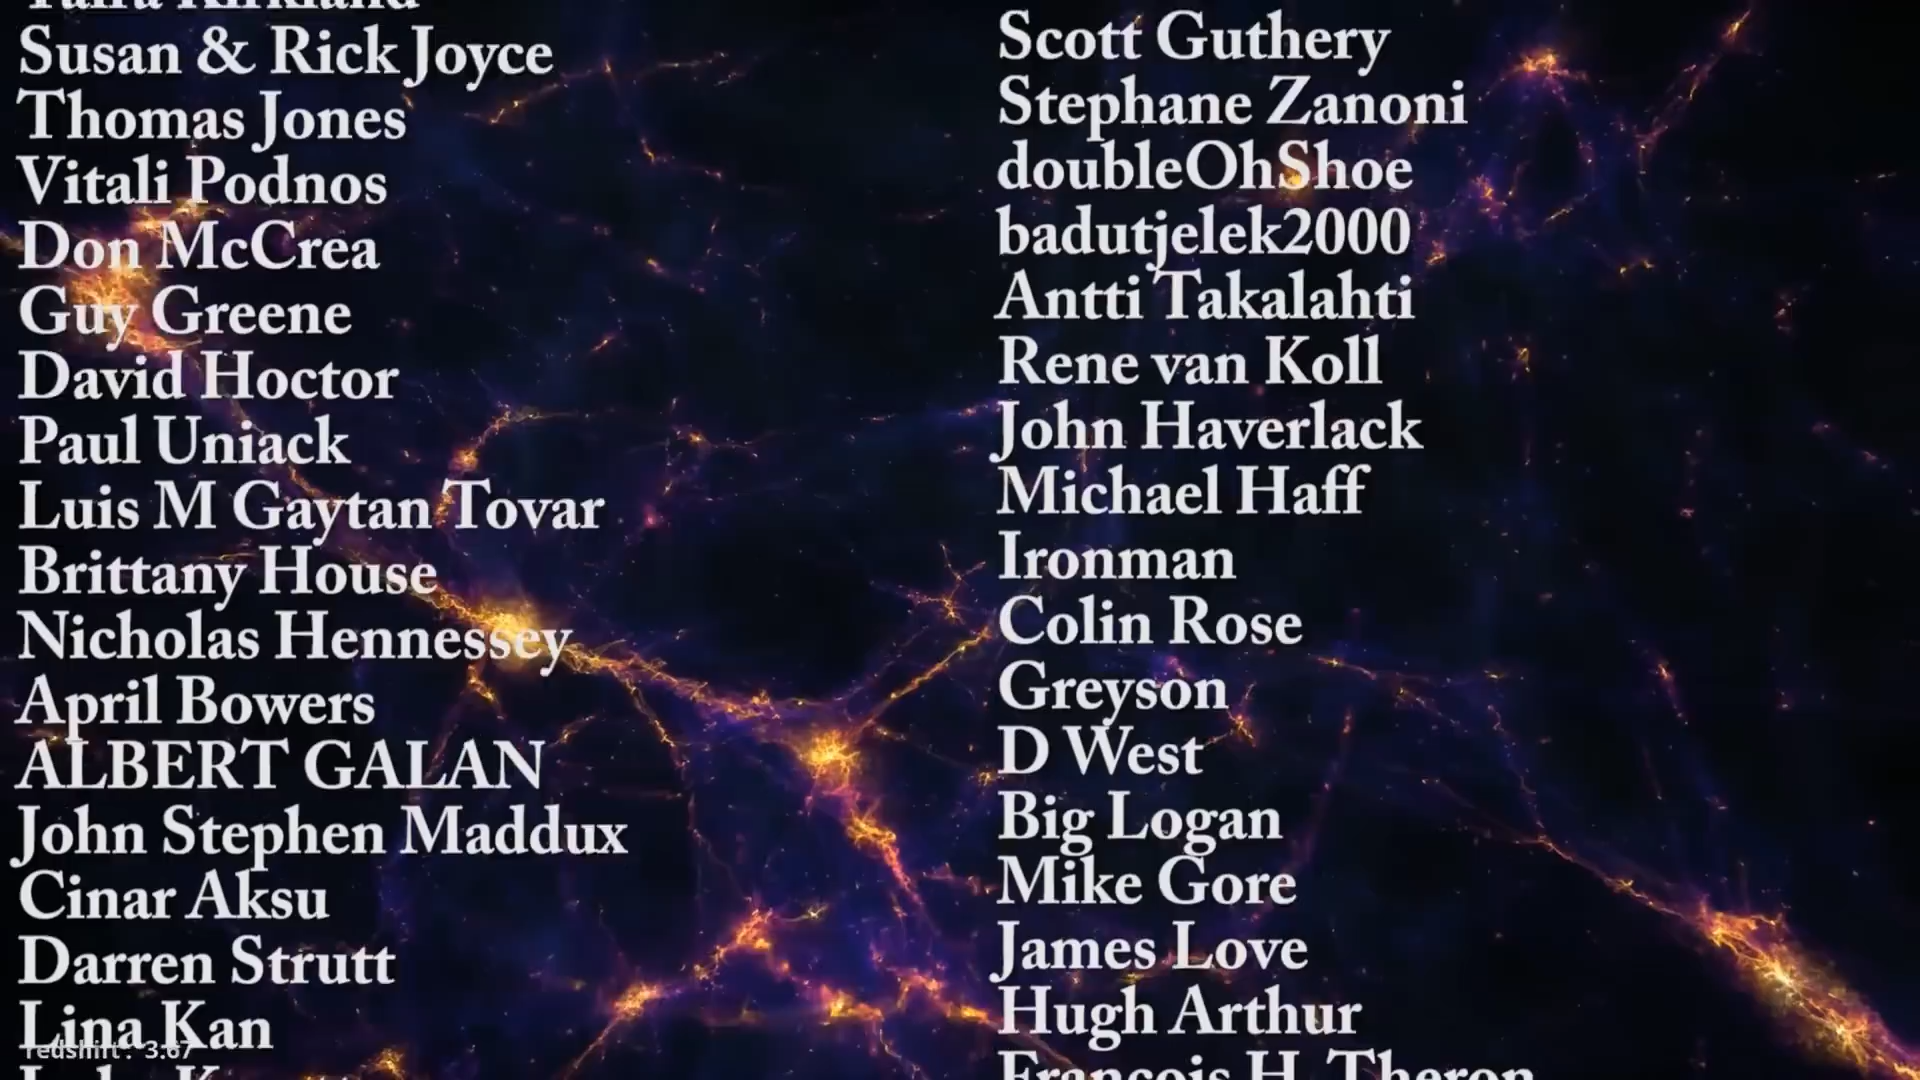 Susan & Rick Joyce
Thomas Jones
Vitali Podnos
Don McCrea
Guy Greene
David Hoctor
Paul Uniack
Luis M Gaytan Tovar
Brittany House
Nicholas Hennessey
April Bowers
ALBERT GALAN
John Stephen Maddux
Cinar Aksu
Darren Strutt
Lina Kan
redshift: 3.67
Scott Guthery
Stephane Zanoni
doubleOhShoe
badutjelek2000
Antti Takalahti
Rene van Koll
John Haverlack
Michael Haff
Ironman
Colin Rose
Greyson
D West
Big Logan
Mike Gore
James Love
Hugh Arthur
Francois H. Theron